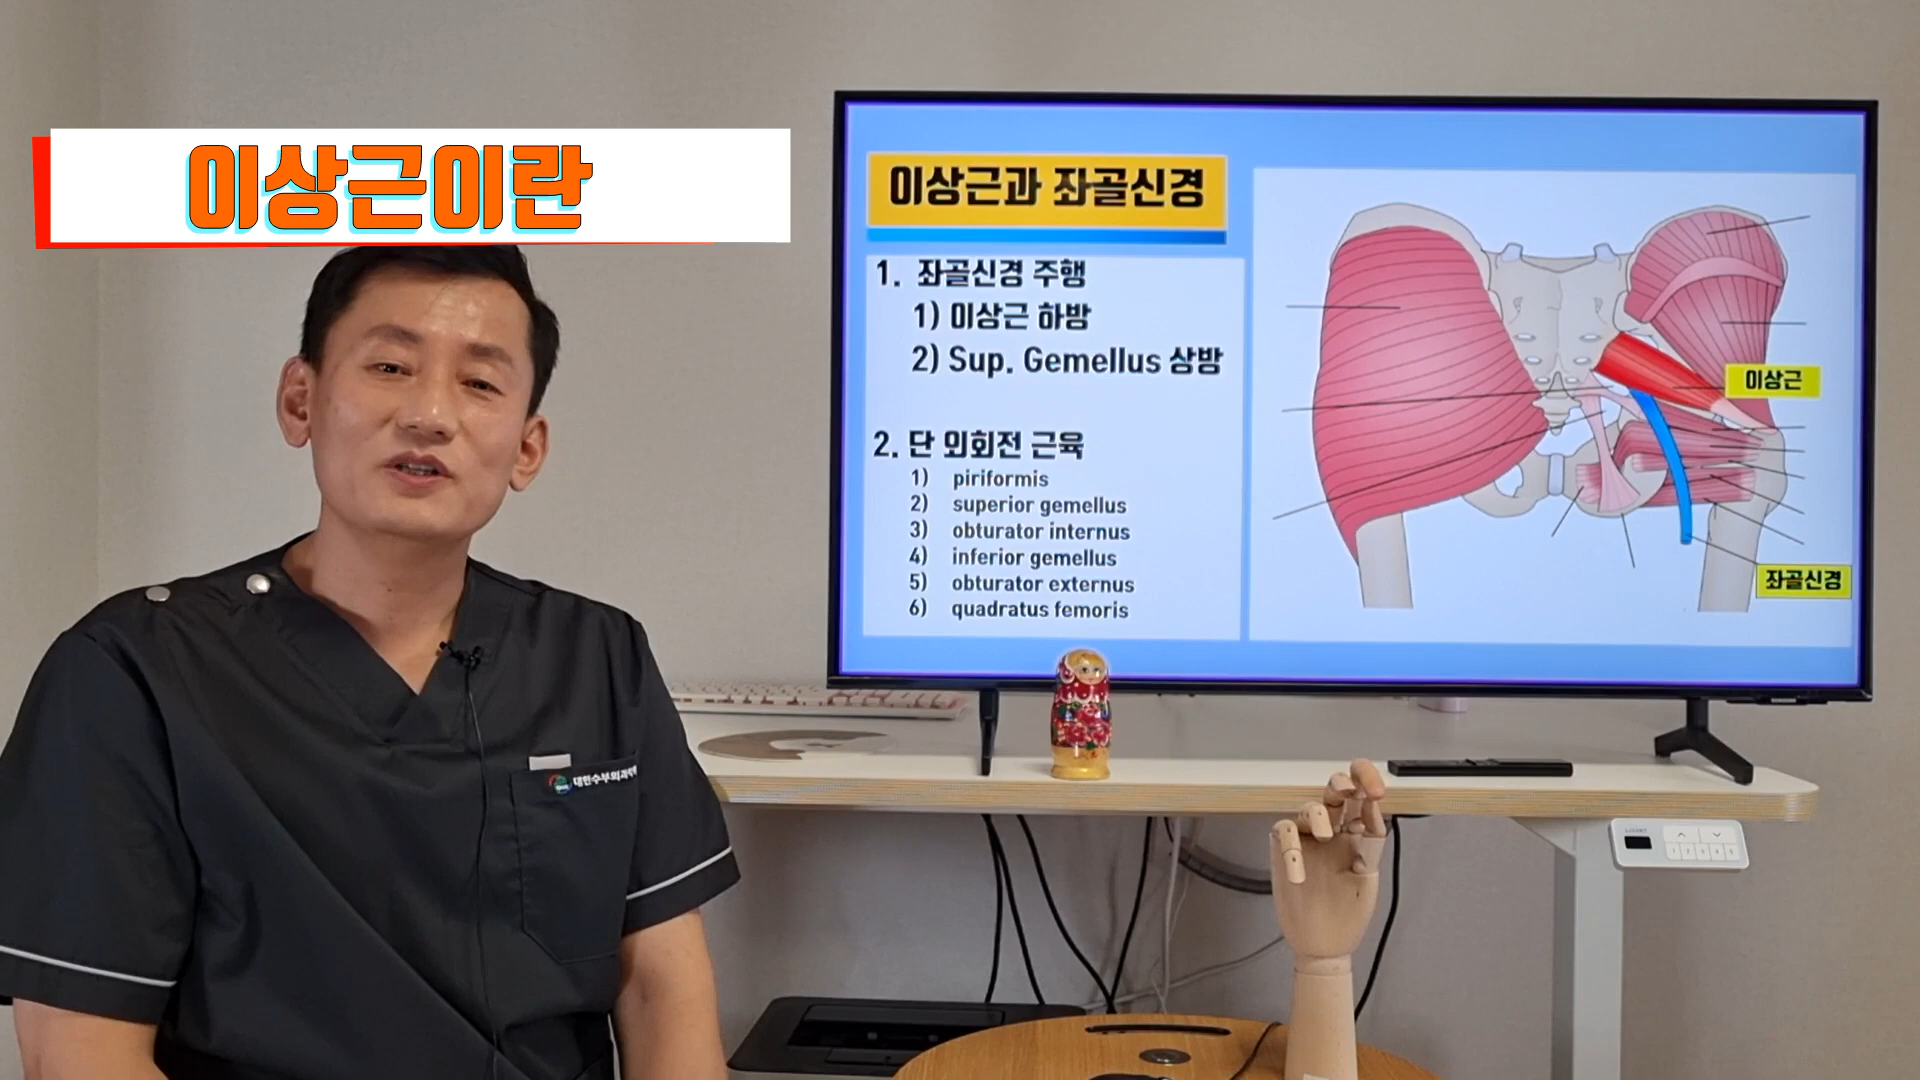 이상근이란
이상근과 좌골신경
1. 좌골신경 주행
1) 이상근 하방
2) Sup. Gemellus 상방
2. 단 외회전 근육
1) piriformis
2) superior gemellus
3) obturator internus
4) inferior gemellus
5) obturator externus
6) quadratus femoris
이상근
좌골신경